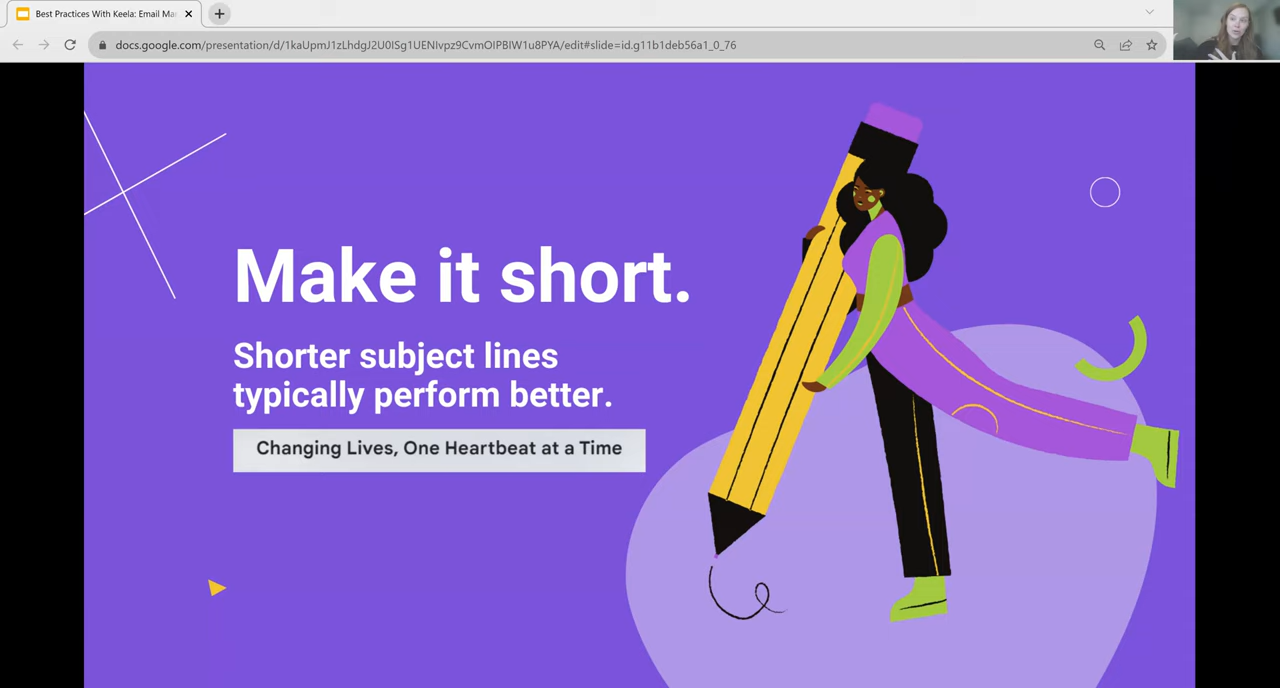 Best Practices With Keela: Email Ma
docs.google.com/presentation/d/1kaUpmJ1zLhdgJ2U0ISg1UENIvpz9CvmOIPBIW1u8PYA/edit#slide=id.g11b1deb56a1_0_76
Make it short.
Shorter subject lines
typically perform better.
Changing Lives, One Heartbeat at a Time